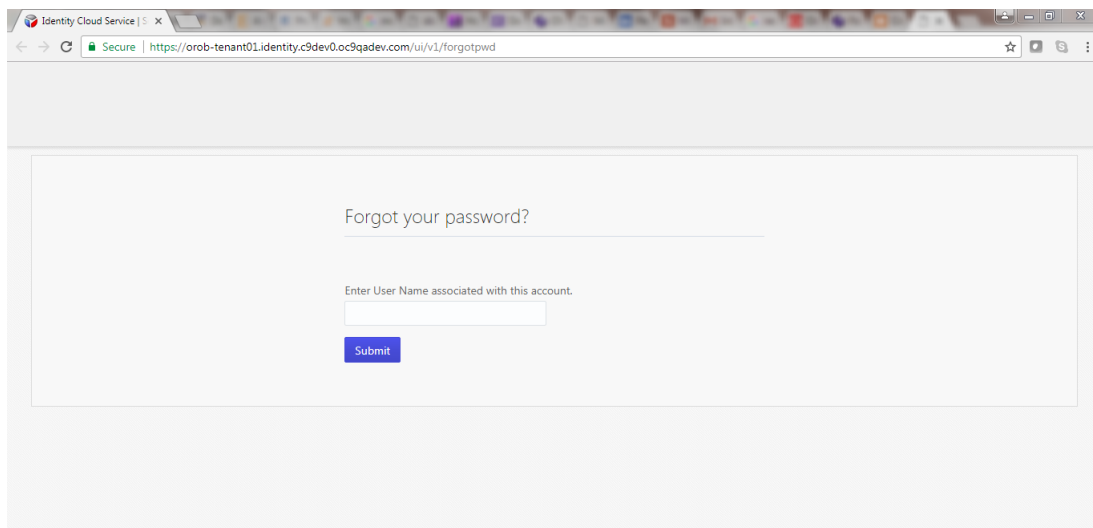 Identity Cloud Service | S
Secure | https://orob-tenant01.identity.c9dev0.oc9qadev.com/ui/v1/forgotpwd
Forgot your password?
Enter User Name associated with this account.
Submit